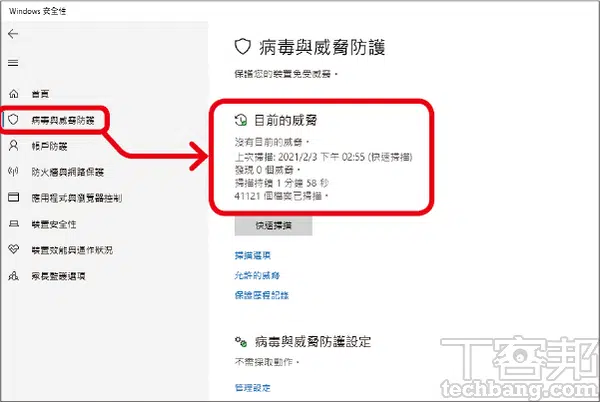 Windows 安全性
首頁
病毒與威脅防護
帳戶防護
防火牆與網路保護
應用程式與瀏覽器控制
裝置安全性
裝置效能與運作狀況
家長監護選項
病毒與威脅防護
保護您的裝置免受威脅。
目前的威脅
沒有目前的威脅。
上次掃描: 2021/2/3 下午 02:55 (快速掃描)
發現 0 個威脅。
掃描持續 1 分鐘 58 秒
41121 個檔案已掃描。
快速掃描
掃描選項
允許的威脅
保護歷程記錄
病毒與威脅防護設定
不需採取動作。
管理設定
T客邦
techbang.com